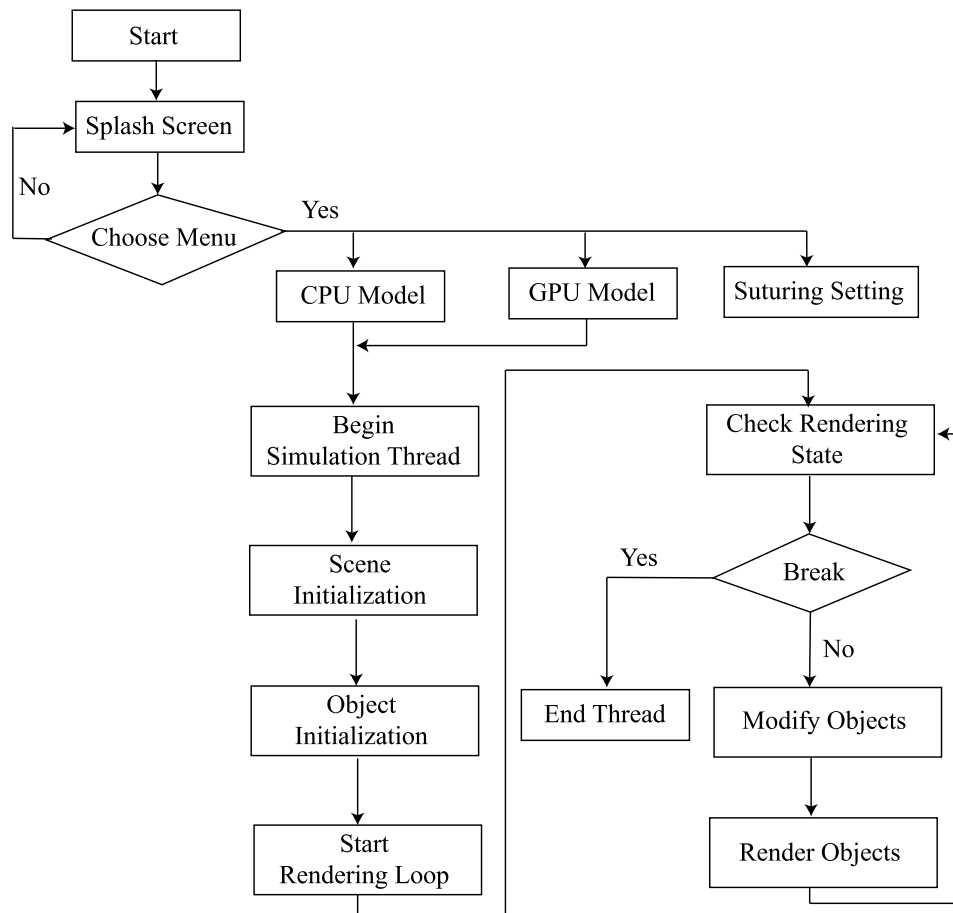 Start
Splash Screen
No
Choose Menu
Yes
CPU Model
GPU Model
Suturing Setting
Begin
Simulation Thread
Scene
Initialization
Object
Initialization
Start
Rendering Loop
Check Rendering
State
Break
Yes
No
End Thread
Modify Objects
Render Objects